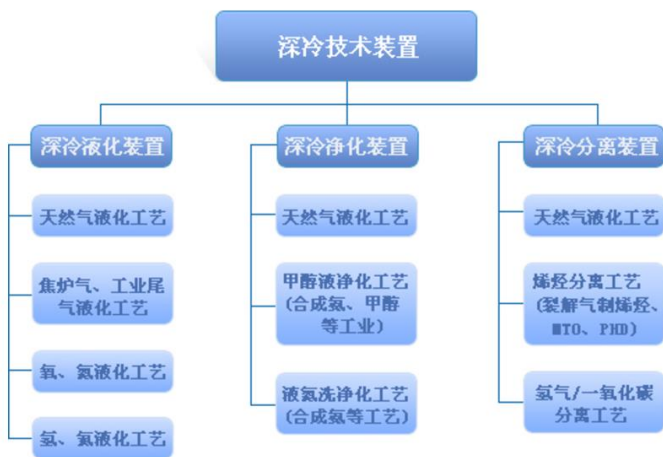 深冷技术装置
深冷液化装置
天然气液化工艺
焦炉气、工业尾
气液化工艺
氧、氮液化工艺
氢、氦液化工艺
深冷净化装置
天然气液化工艺
甲醇液净化工艺
(合成氨、甲醇
等工业)
液氮洗净化工艺
(合成氨等工艺)
深冷分离装置
天然气液化工艺
烯烃分离工艺
(裂解气制烯烃、
MTO、PHD)
氢气/一氧化碳
分离工艺